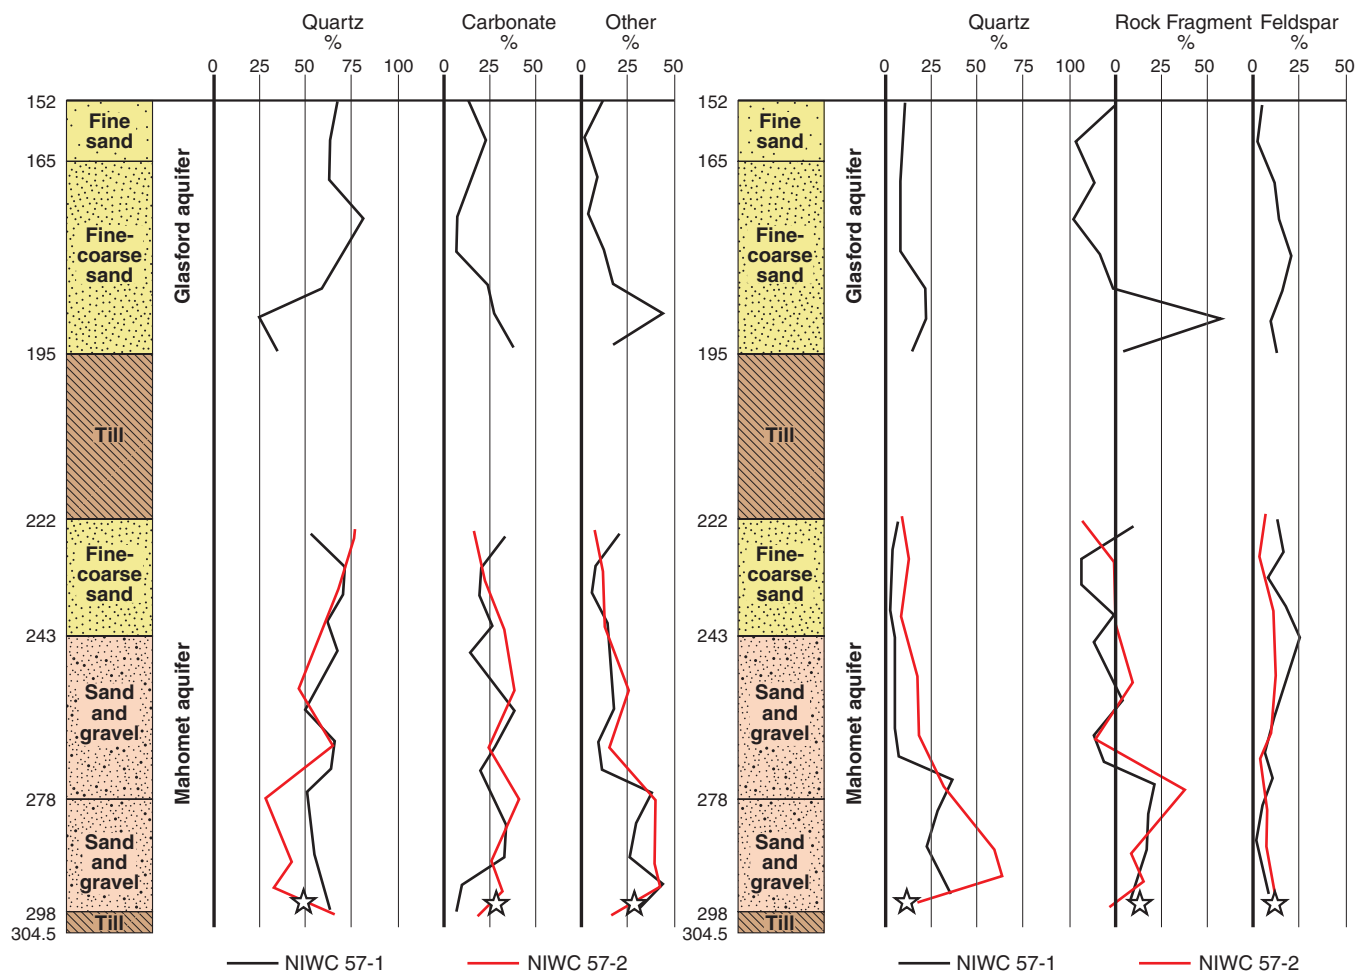 Quartz
%
Carbonate
%
Other
%
0 25 50 75 100 0 25 50 0 25 50
152
165
195
222
243
278
298
304.5
Fine
sand
Fine-
coarse
sand
Till
Fine-
coarse
sand
Sand
and
gravel
Sand
and
gravel
Till
Glasford aquifer
Mahomet aquifer
NIWC 57-1
NIWC 57-2
Quartz
%
Rock Fragment
%
Feldspar
%
0 25 50 75 100 0 25 50 0 25 50
152
165
195
222
243
278
298
304.5
Fine
sand
Fine-
coarse
sand
Till
Fine-
coarse
sand
Sand
and
gravel
Sand
and
gravel
Till
Glasford aquifer
Mahomet aquifer
NIWC 57-1
NIWC 57-2